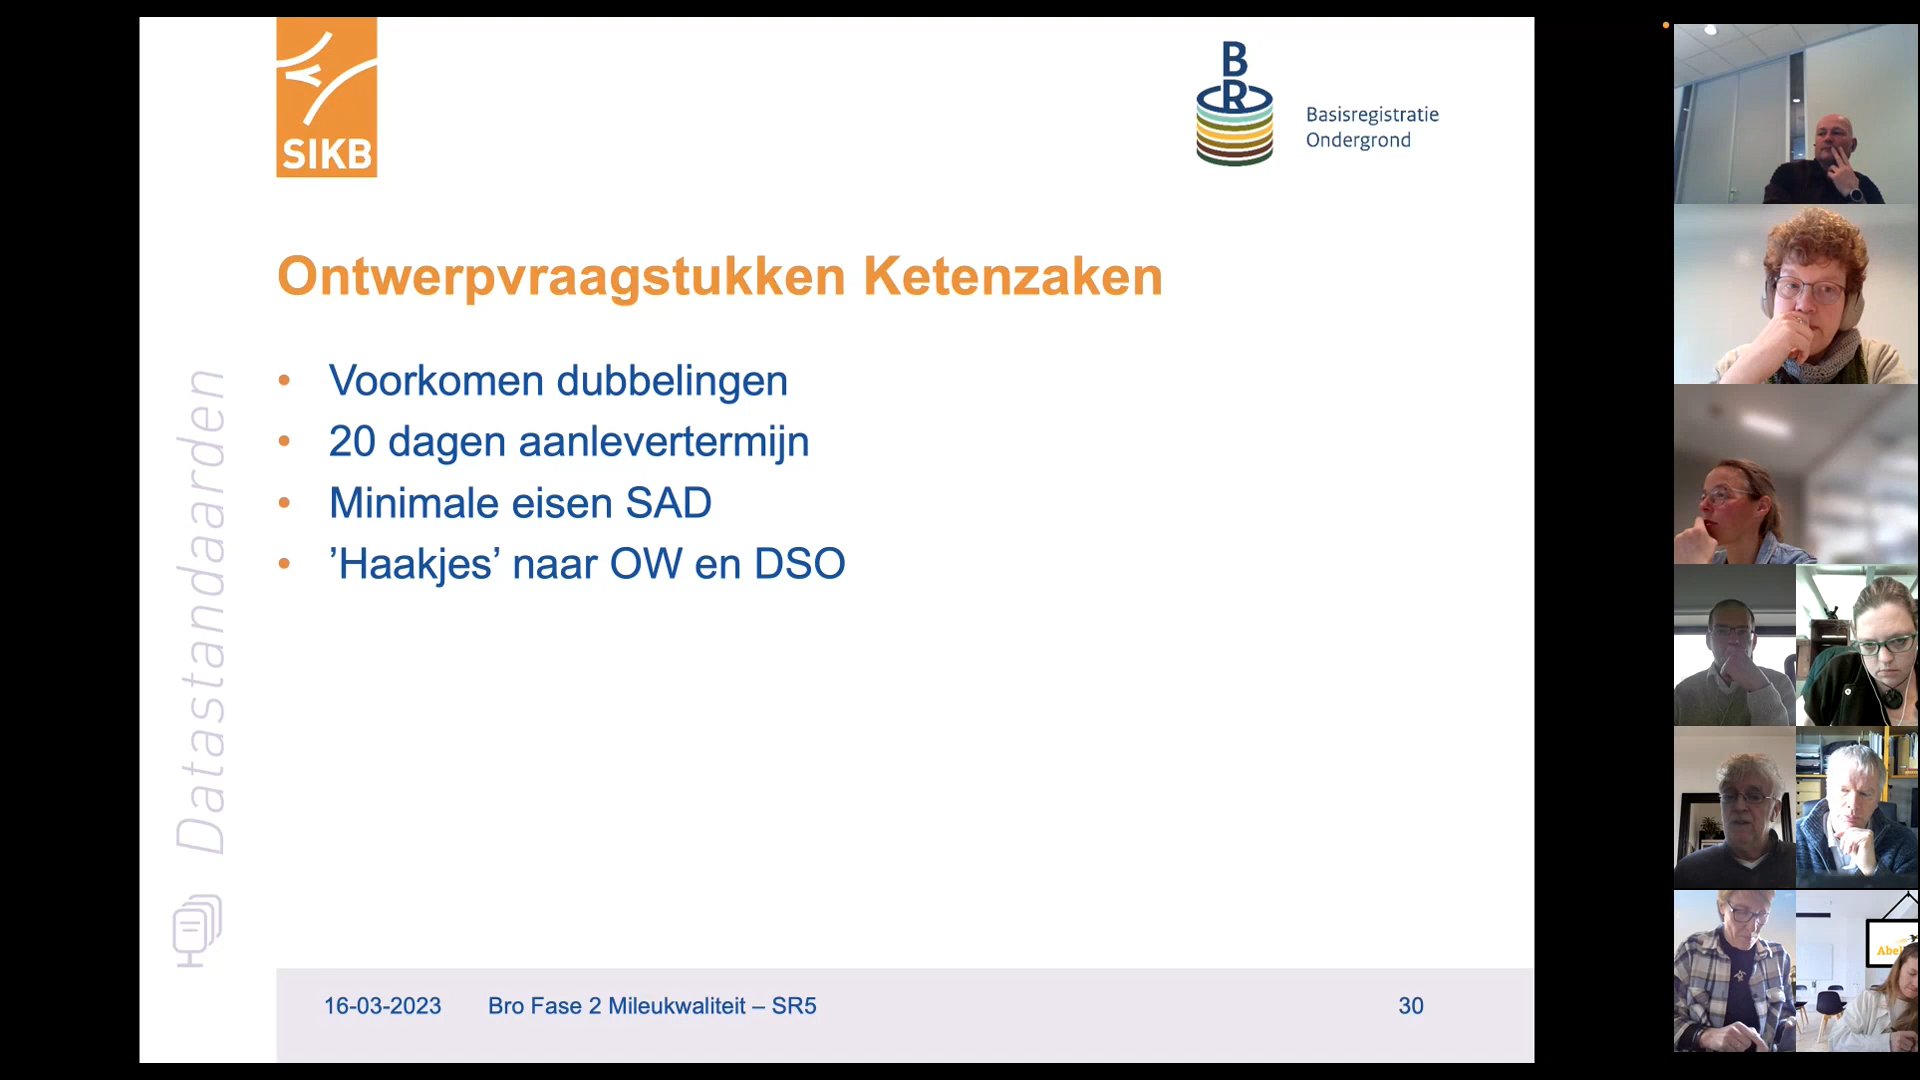 SIKB
B
R
Basisregistratie
Ondergrond
Ontwerpvraagstukken Ketenzaken
• Voorkomen dubbelingen
• 20 dagen aanlevertermijn
• Minimale eisen SAD
• ’Haakjes’ naar OW en DSO
Datastandaarden
16-03-2023 Bro Fase 2 Mileukwaliteit – SR5 30